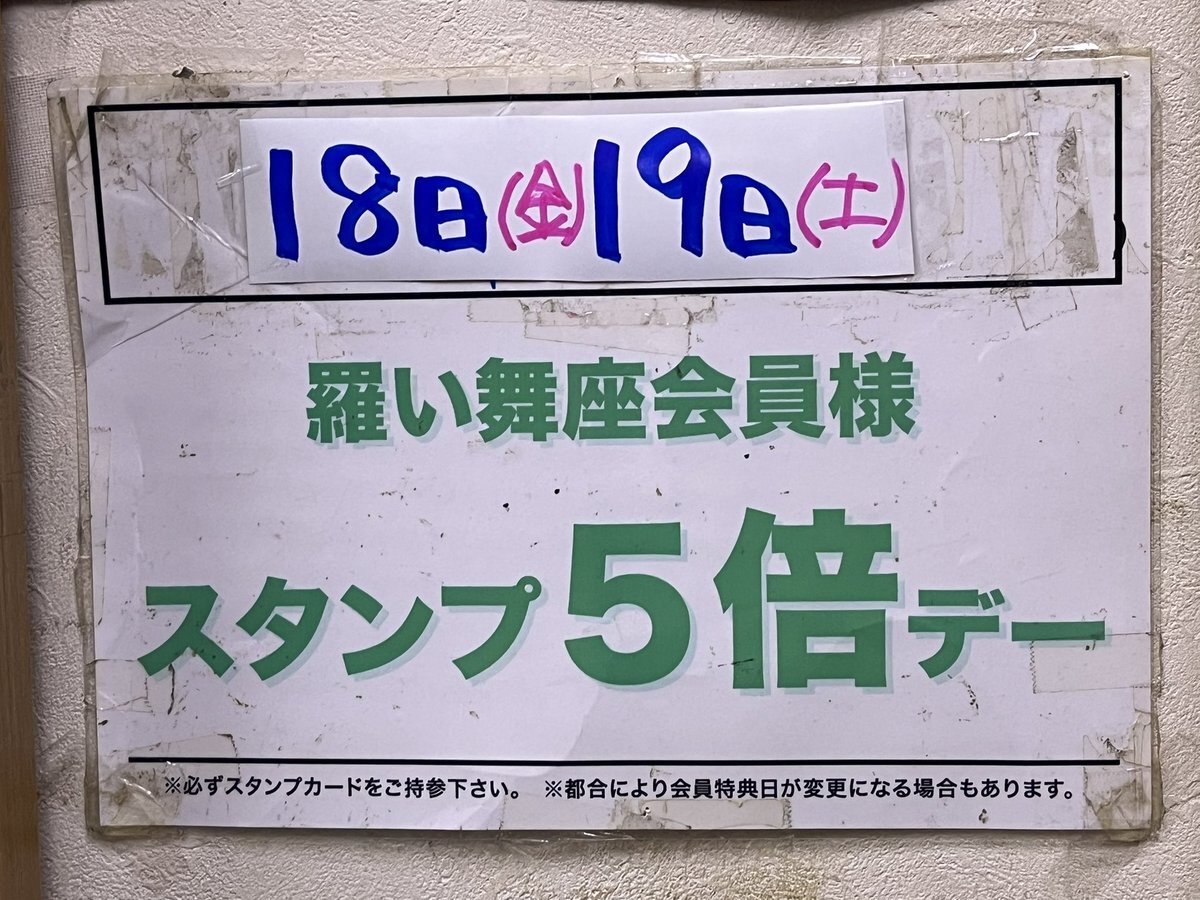 18日(金)19日(土)
羅い舞座会員様
スタンプ5倍デー
※必ずスタンプカードをご持参下さい。 ※都合により会員特典日が変更になる場合もあります。